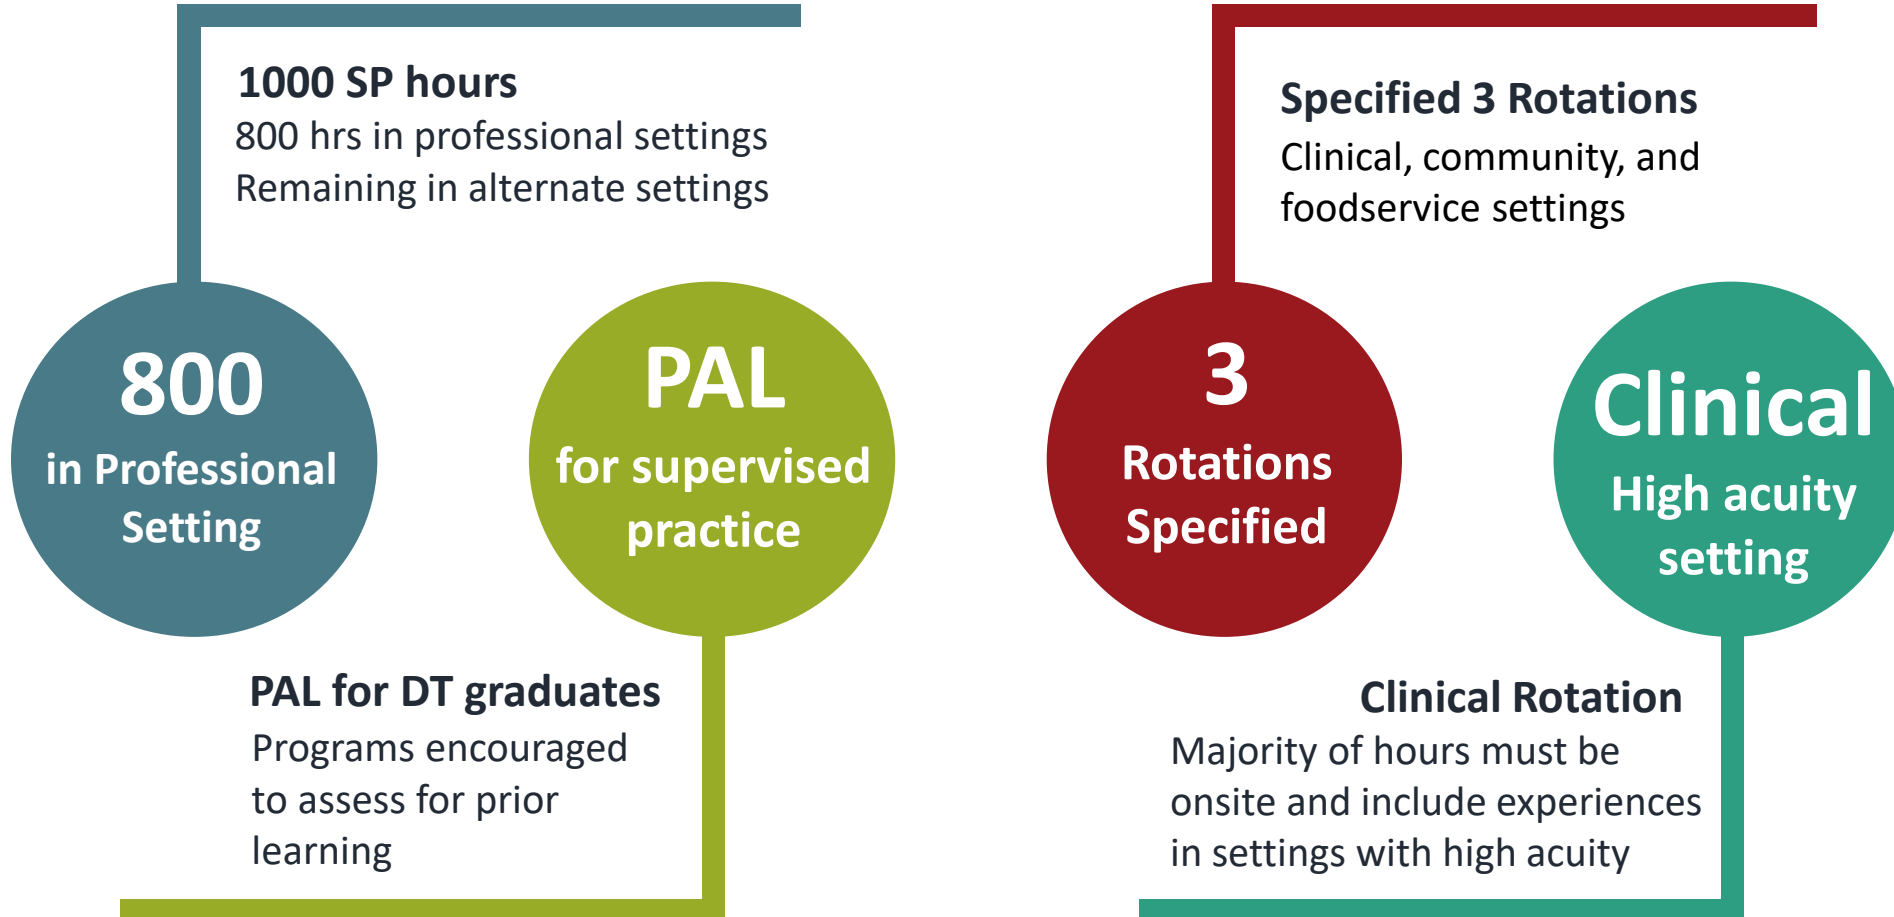 1000 SP hours
800 hrs in professional settings
Remaining in alternate settings
800
in Professional
Setting
PAL
for supervised
practice
PAL for DT graduates
Programs encouraged
to assess for prior
learning
Specified 3 Rotations
Clinical, community, and
foodservice settings
3
Rotations
Specified
Clinical
High acuity
setting
Clinical Rotation
Majority of hours must be
onsite and include experiences
in settings with high acuity